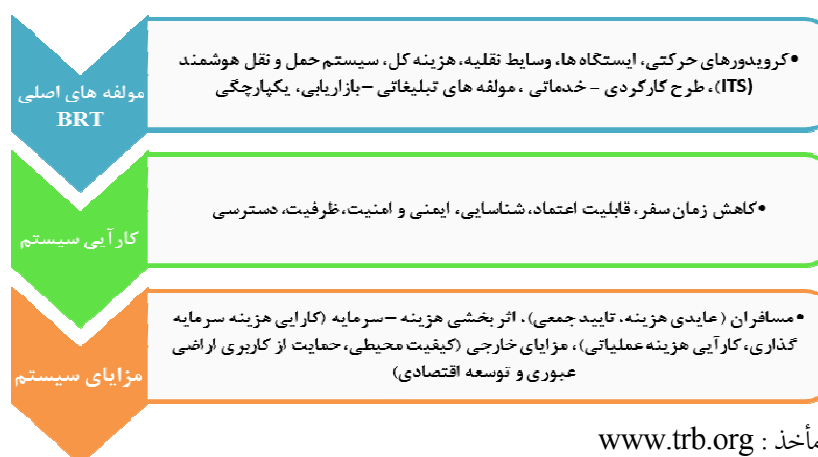 مولفه های اصلی
BRT
•کریدورهای حرکتی، ایستگاه ها، وسایط نقلیه، هزینه کل، سیستم حمل و نقل هوشمند
(ITS)، طرح کارکردی - خدماتی ، مولفه های تبلیغاتی –بازاریابی، یکپارچگی
کارآیی سیستم
•کاهش زمان سفر، قابلیت اعتماد، شناسایی، ایمنی و امنیت، ظرفیت، دسترسی
مزایای سیستم
•مسافران (عایدی هزینه، تایید جمعی)، اثر بخشی هزینه –سرمایه (کارایی هزینه سرمایه
گذاری، کارآیی هزینه عملیاتی)، مزایای خارجی (کیفیت محیطی، حمایت از کاربری اراضی
عبوری و توسعه اقتصادی)
مأخذ : www.trb.org